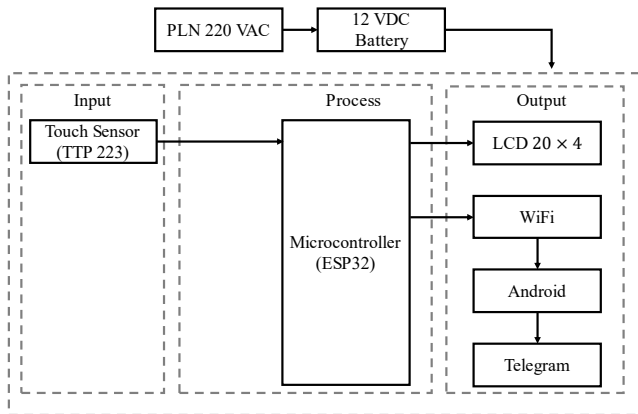 PLN 220 VAC
12 VDC
Battery
Input
Process
Output
Touch Sensor
(TTP 223)
LCD 20 × 4
WiFi
Microcontroller
(ESP32)
Android
Telegram